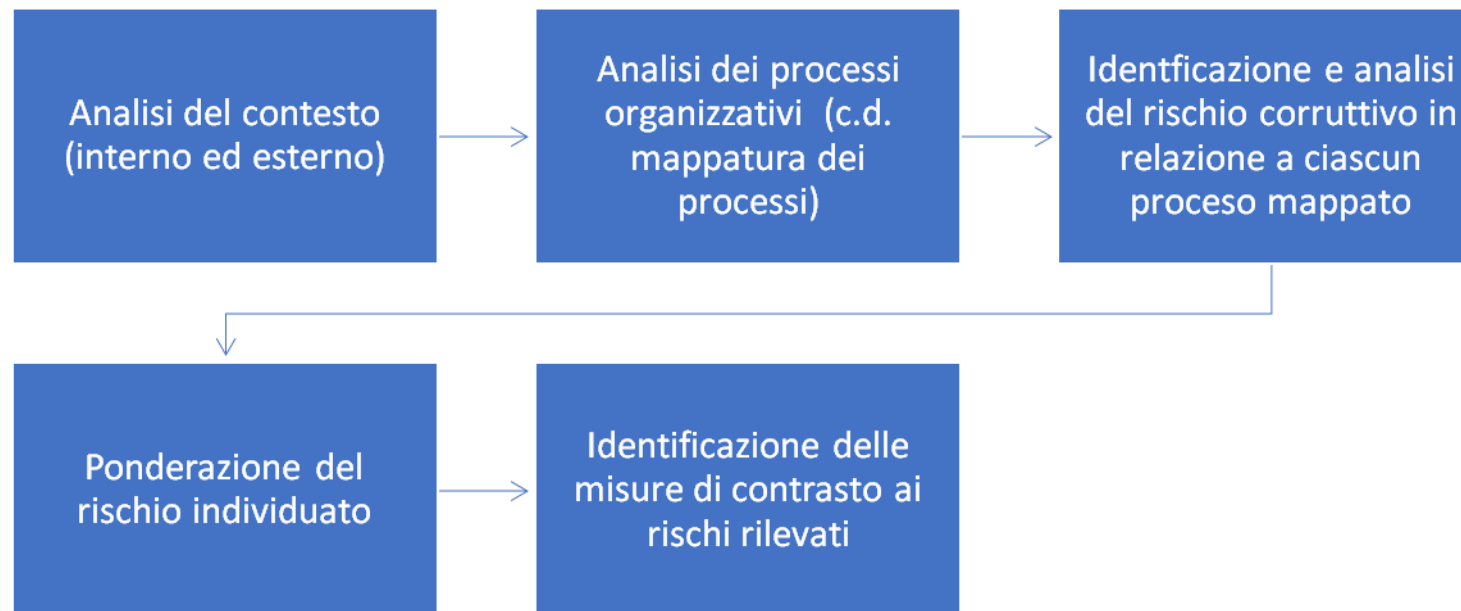 Analisi del contesto
(interno ed esterno)
Analisi dei processi
organizzativi (c.d.
mappatura dei
processi)
Identficazione e analisi
del rischio corruttivo in
relazione a ciascun
proceso mappato
Ponderazione del
rischio individuato
Identificazione delle
misure di contrasto ai
rischi rilevati